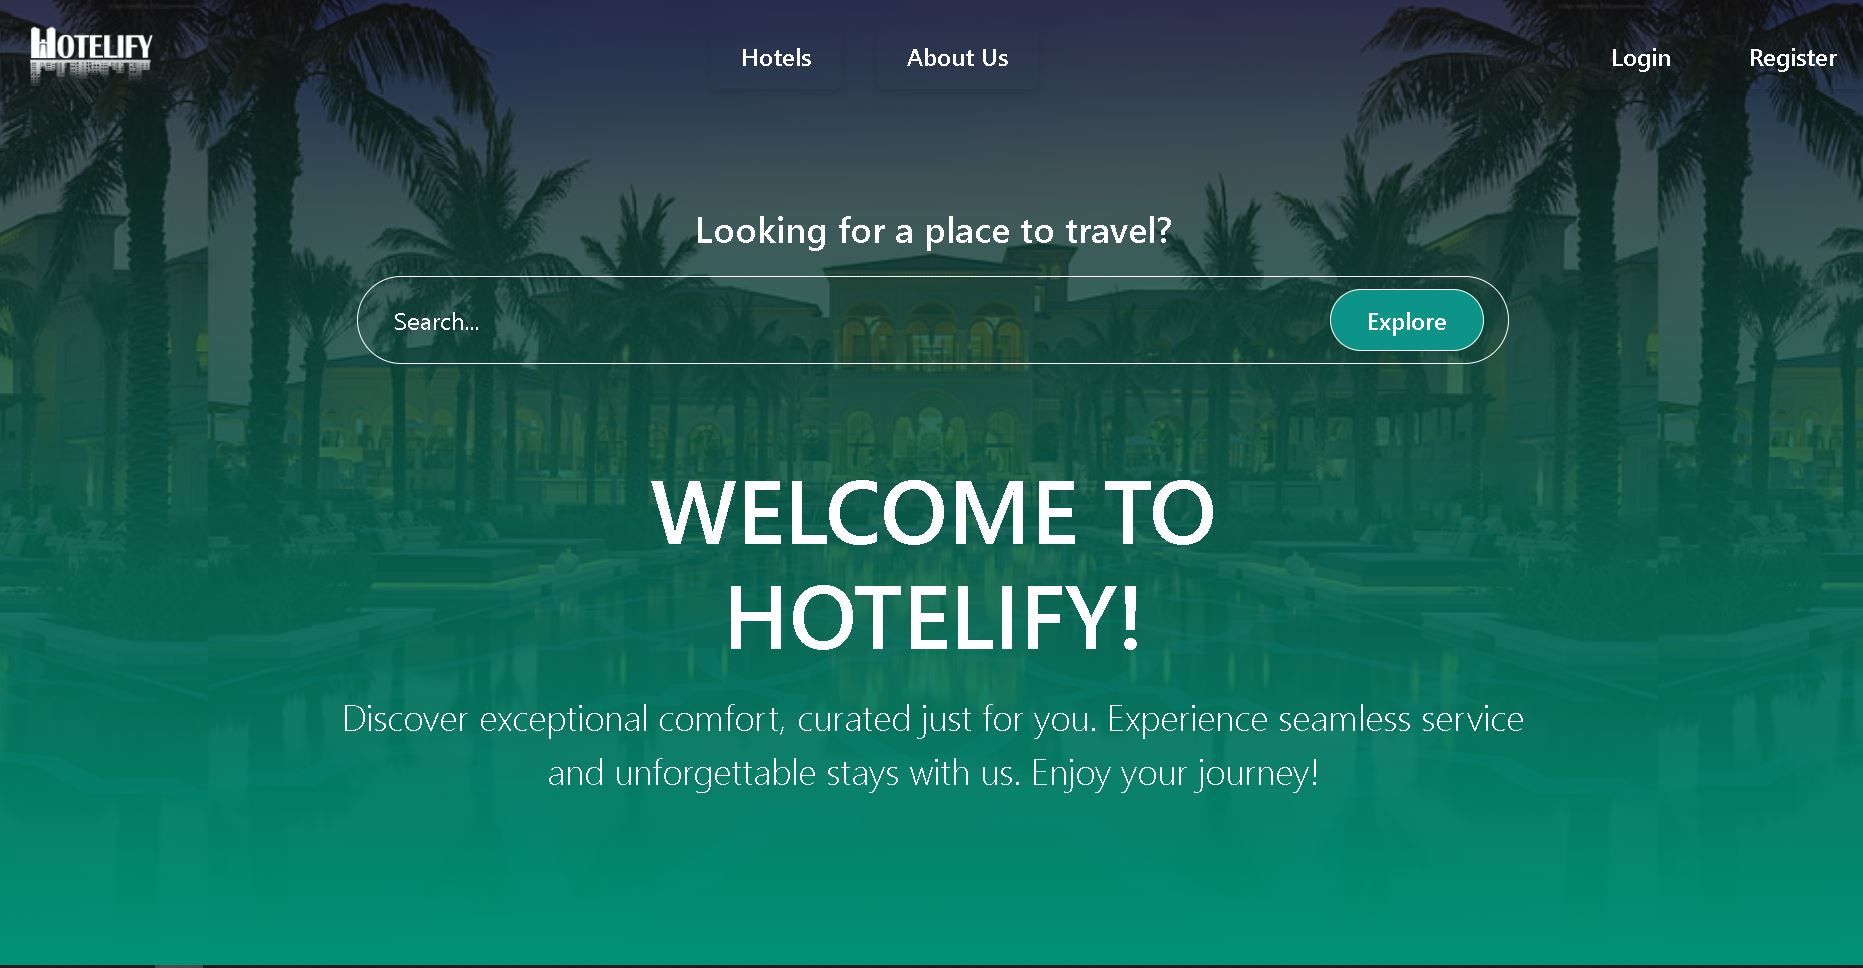 HOTELIFY
Hotels
About Us
Login
Register
Looking for a place to travel?
Search...
Explore
WELCOME TO
HOTELIFY!
Discover exceptional comfort, curated just for you. Experience seamless service
and unforgettable stays with us. Enjoy your journey!